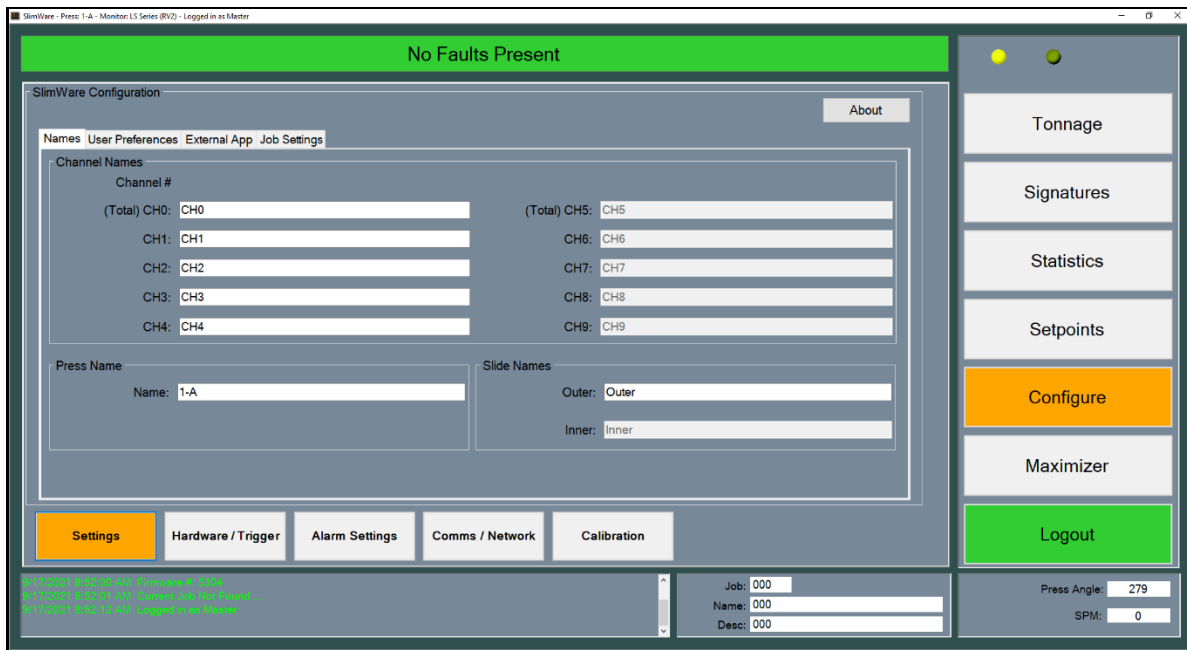 SlimWare - Press: 1-A - Monitor: LS Series (RV2) - Logged in as Master
No Faults Present
SlimWare Configuration
About
Names User Preferences External App Job Settings
Channel Names
Channel #
(Total) CH0: CH0
CH1: CH1
CH2: CH2
CH3: CH3
CH4: CH4
(Total) CH5: CH5
CH6: CH6
CH7: CH7
CH8: CH8
CH9: CH9
Press Name
Name: 1-A
Slide Names
Outer: Outer
Inner: Inner
Settings
Hardware / Trigger
Alarm Settings
Comms / Network
Calibration
Tonnage
Signatures
Statistics
Setpoints
Configure
Maximizer
Logout
9/17/2021 8:52:00 AM Firmware # 5304
9/17/2021 8:52:01 AM Current Job Not Found ...
9/17/2021 8:52:12 AM Logged in as Master
Job: 000
Name: 000
Desc: 000
Press Angle: 279
SPM: 0